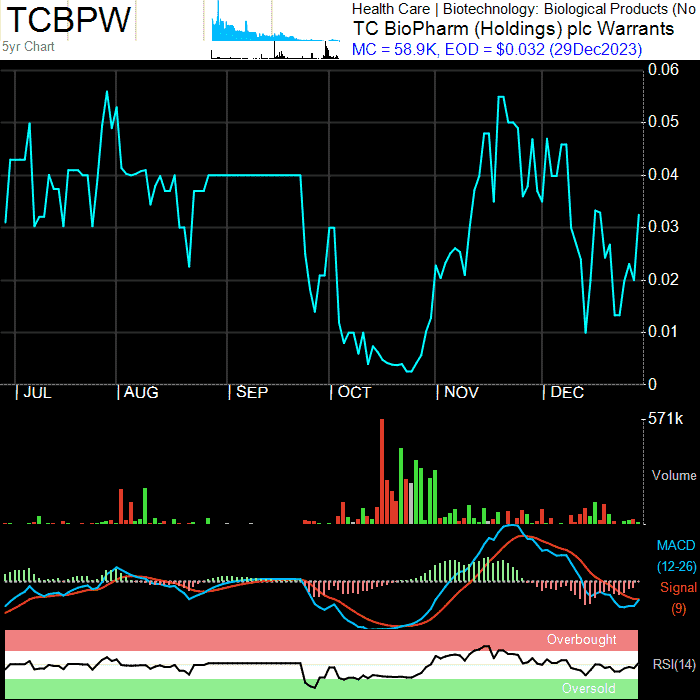 TCBPW
5yr Chart
Health Care | Biotechnology: Biological Products (No
TC BioPharm (Holdings) plc Warrants
MC = 58.9K, EOD = $0.032 (29Dec2023)
0.06
0.05
0.04
0.03
0.02
0.01
0
JUL AUG SEP OCT NOV DEC
571k
Volume
MACD
(12-26)
Signal
(9)
Overbought
RSI(14)
Oversold